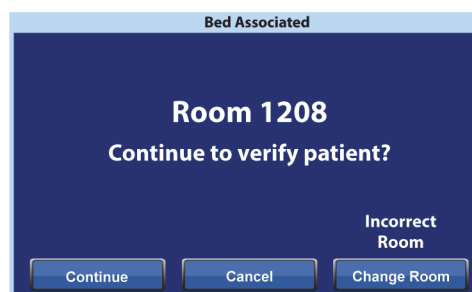 Bed Associated
Room 1208
Continue to verify patient?
Incorrect
Room
Continue
Cancel
Change Room